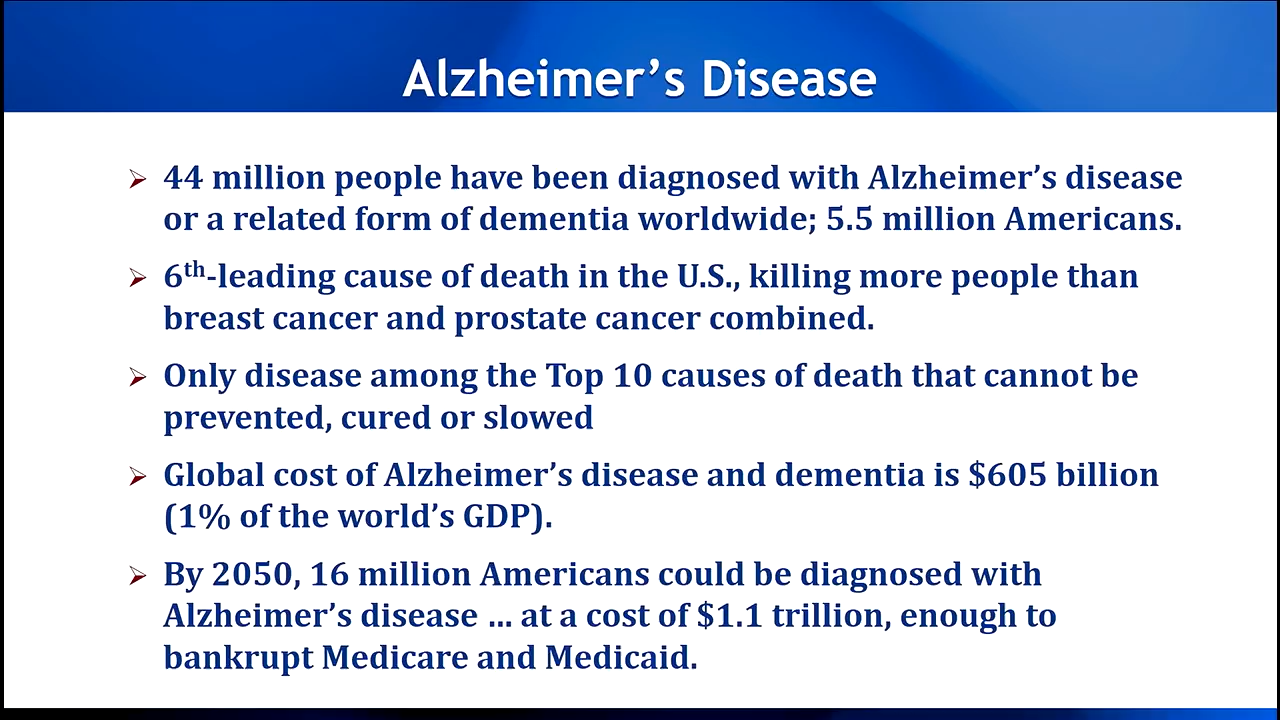 Alzheimer’s Disease
➢ 44 million people have been diagnosed with Alzheimer’s disease
or a related form of dementia worldwide; 5.5 million Americans.
➢ 6th-leading cause of death in the U.S., killing more people than
breast cancer and prostate cancer combined.
➢ Only disease among the Top 10 causes of death that cannot be
prevented, cured or slowed
➢ Global cost of Alzheimer’s disease and dementia is $605 billion
(1% of the world’s GDP).
➢ By 2050, 16 million Americans could be diagnosed with
Alzheimer’s disease … at a cost of $1.1 trillion, enough to
bankrupt Medicare and Medicaid.